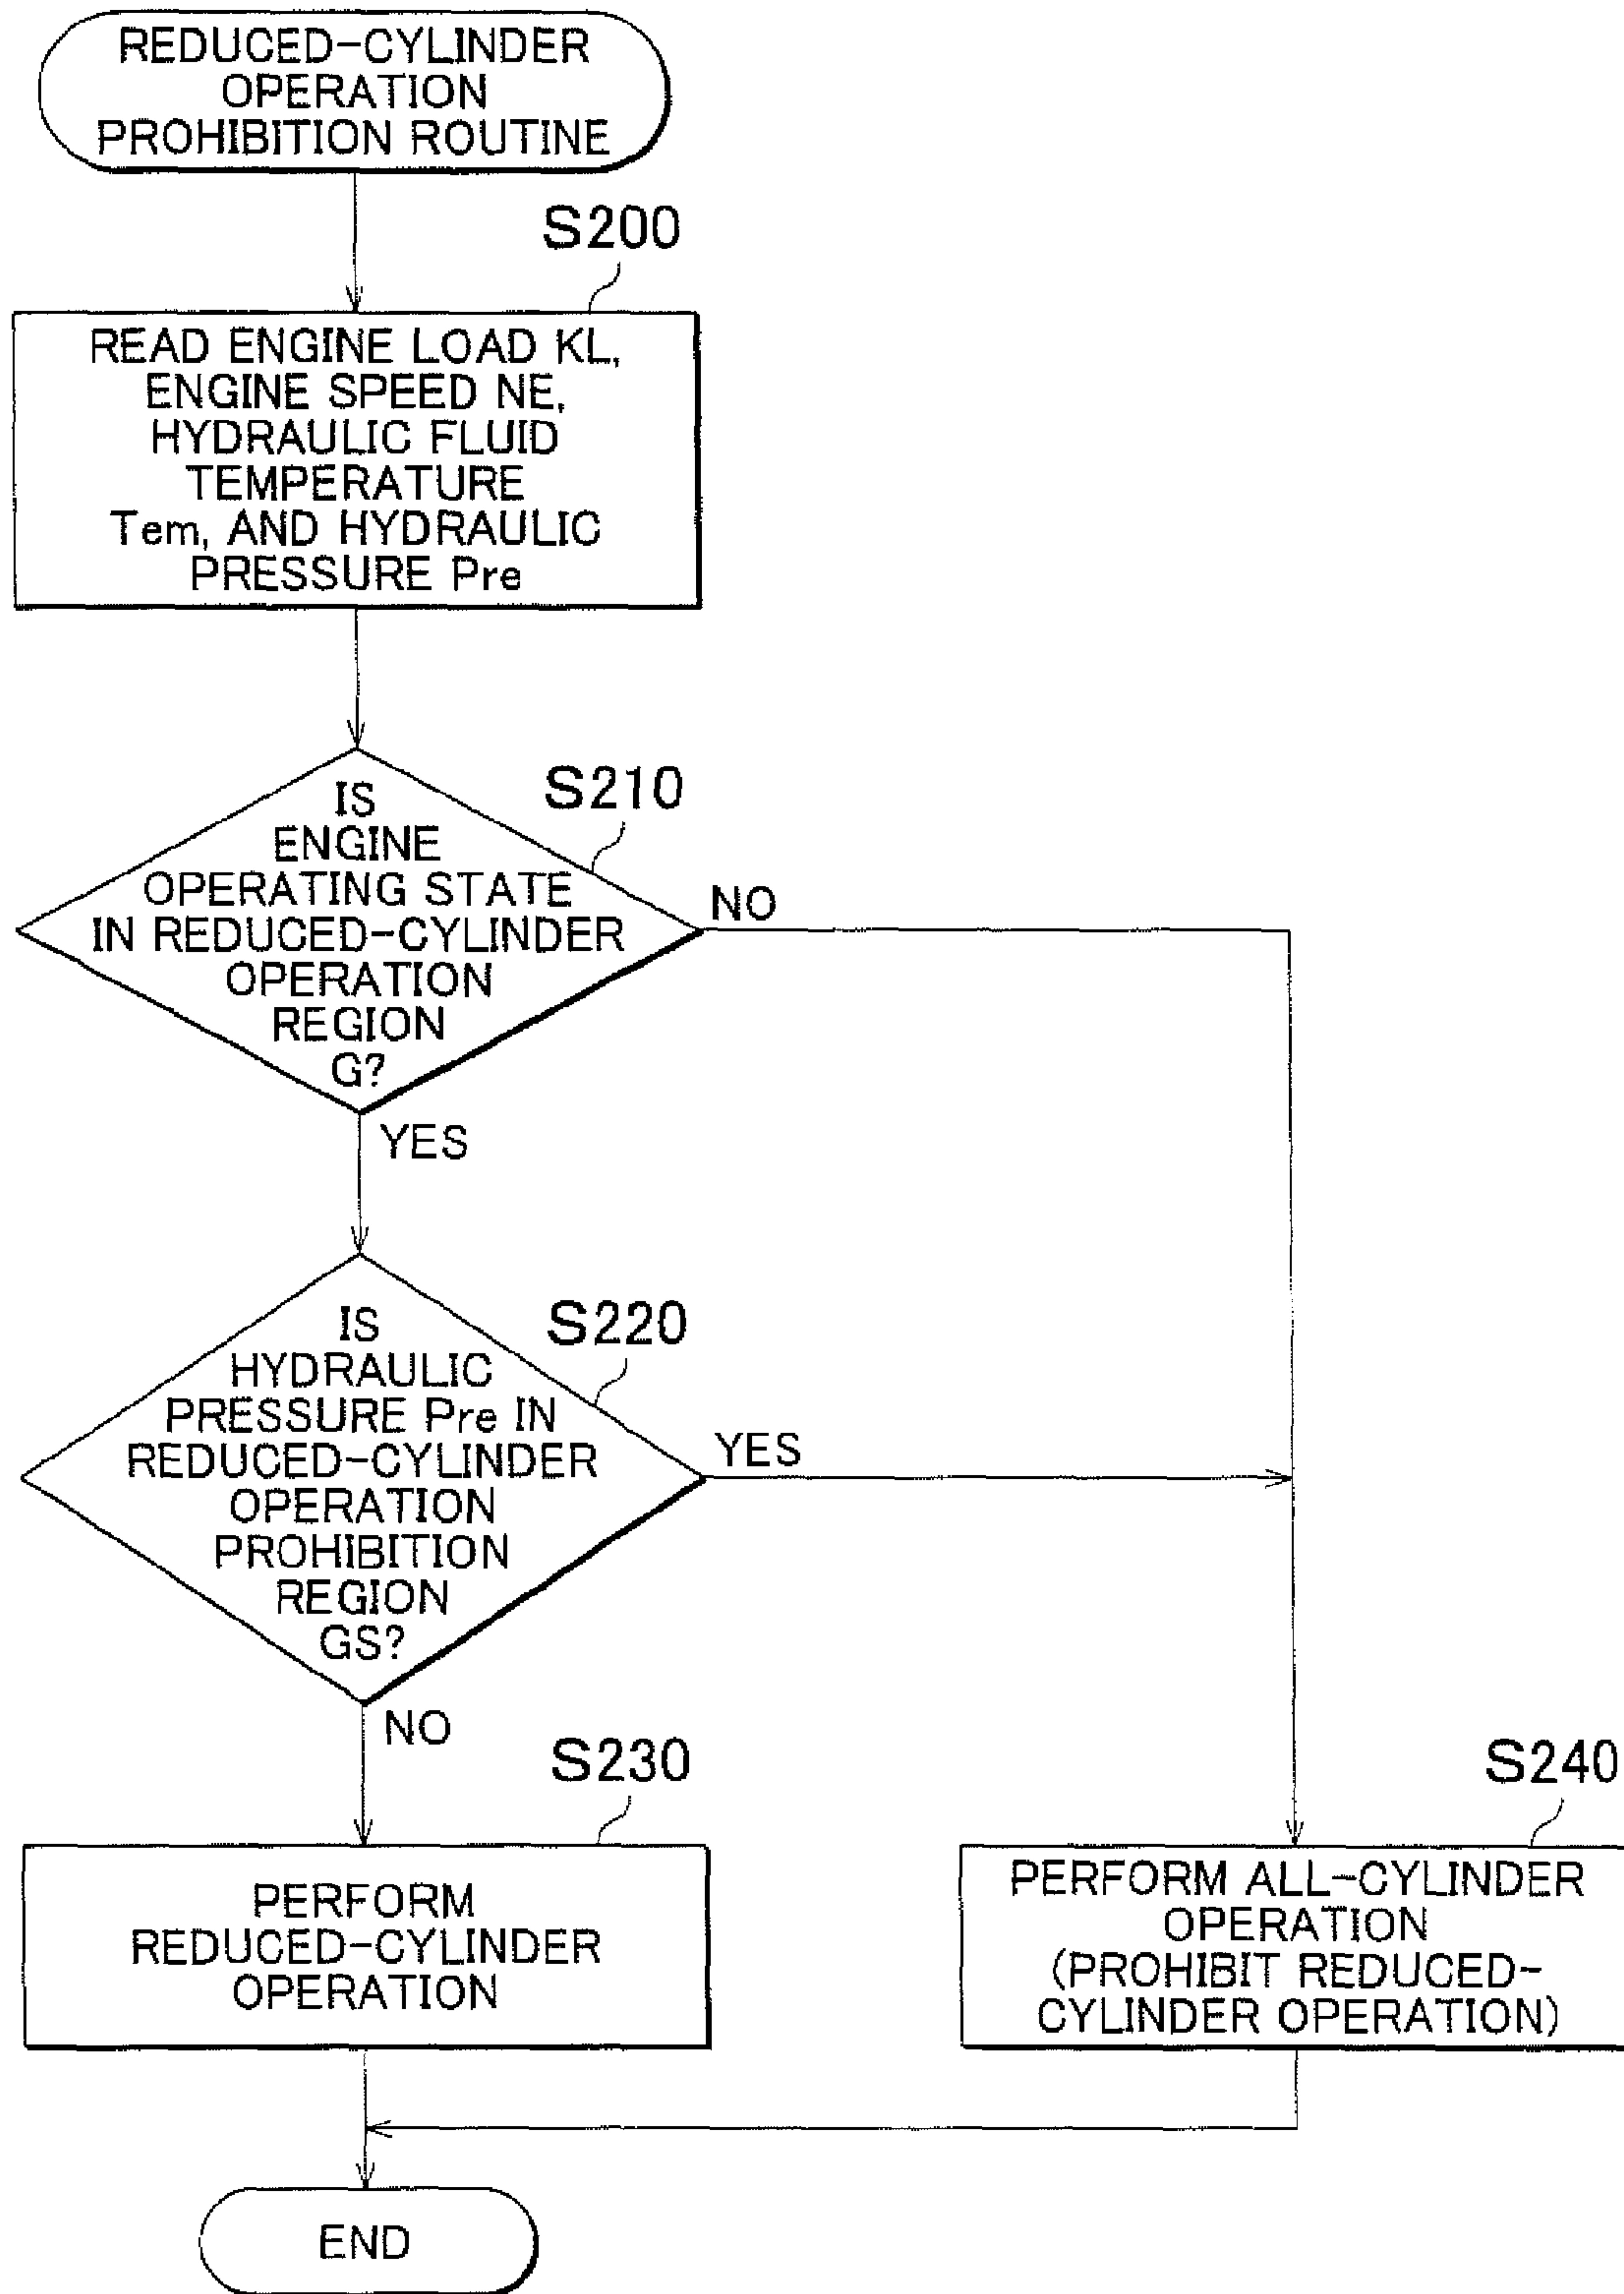 REDUCED-CYLINDER
OPERATION
PROHIBITION ROUTINE
S200
READ ENGINE LOAD KL,
ENGINE SPEED NE,
HYDRAULIC FLUID
TEMPERATURE
Tem, AND HYDRAULIC
PRESSURE Pre
S210
IS
ENGINE
OPERATING STATE
IN REDUCED-CYLINDER
OPERATION
REGION
G?
NO
YES
S220
IS
HYDRAULIC
PRESSURE Pre IN
REDUCED-CYLINDER
OPERATION
PROHIBITION
REGION
GS?
YES
NO
S230
PERFORM
REDUCED-CYLINDER
OPERATION
S240
PERFORM ALL-CYLINDER
OPERATION
(PROHIBIT REDUCED-
CYLINDER OPERATION)
END